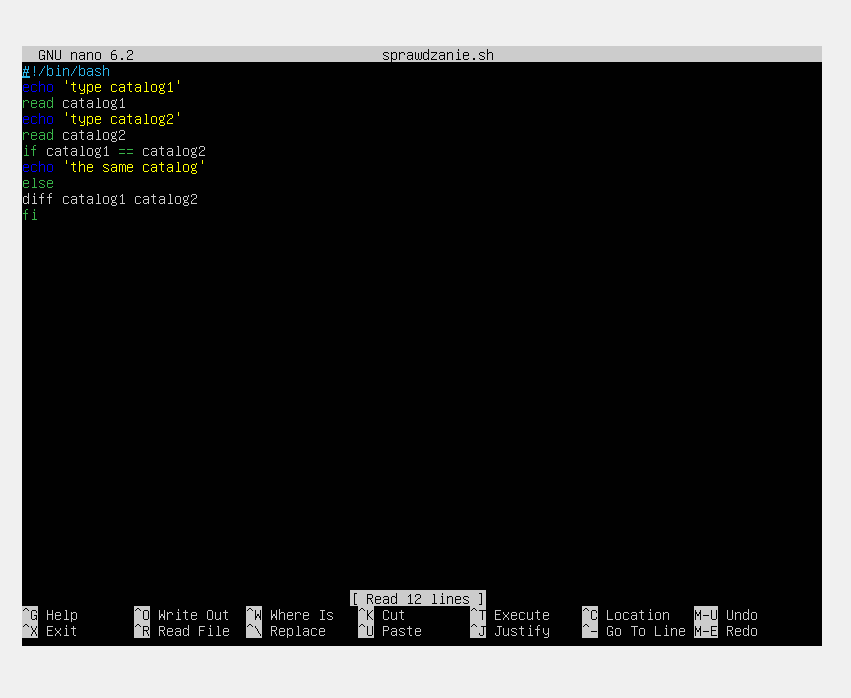 GNU nano 6.2 sprawdzanie.sh
#!/bin/bash
echo 'type catalog1'
read catalog1
echo 'type catalog2'
read catalog2
if catalog1 == catalog2
echo 'the same catalog'
else
diff catalog1 catalog2
fi
[ Read 12 lines ]
^G Help ^O Write Out ^W Where Is ^K Cut ^T Execute ^C Location M-U Undo
^X Exit ^R Read File ^\ Replace ^U Paste ^J Justify ^_ Go To Line M-E Redo